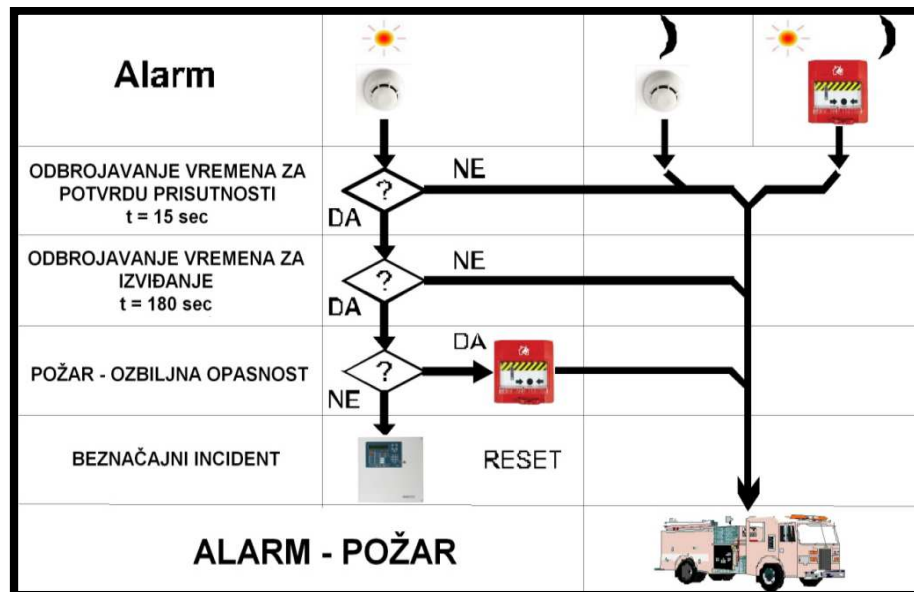 Alarm
ODBROJAVANJE VREMENA ZA
POTVRDU PRISUTNOSTI
t = 15 sec
?
NE
DA
ODBROJAVANJE VREMENA ZA
IZVIĐANJE
t = 180 sec
?
NE
DA
POŽAR - OZBILJNA OPASNOST
?
DA
NE
BEZNAČAJNI INCIDENT
RESET
ALARM - POŽAR